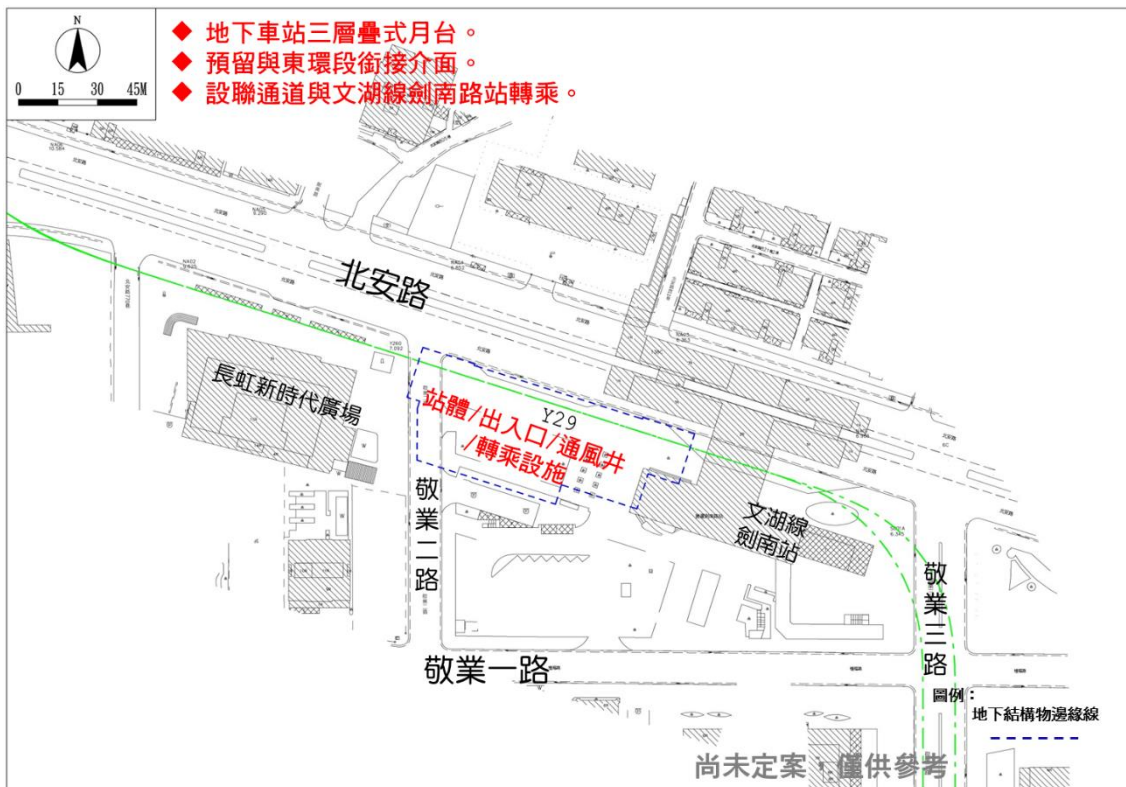 N
0 15 30 45M
◆ 地下車站三層疊式月台。
◆ 預留與東環段銜接介面。
◆ 設聯通道與文湖線劍南路站轉乘。
北安路
長虹新時代廣場
Y29
站體/出入口/通風井
/轉乘設施
文湖線
劍南站
敬業二路
敬業三路
敬業一路
圖例：
地下結構物邊緣線
尚未定案，僅供參考